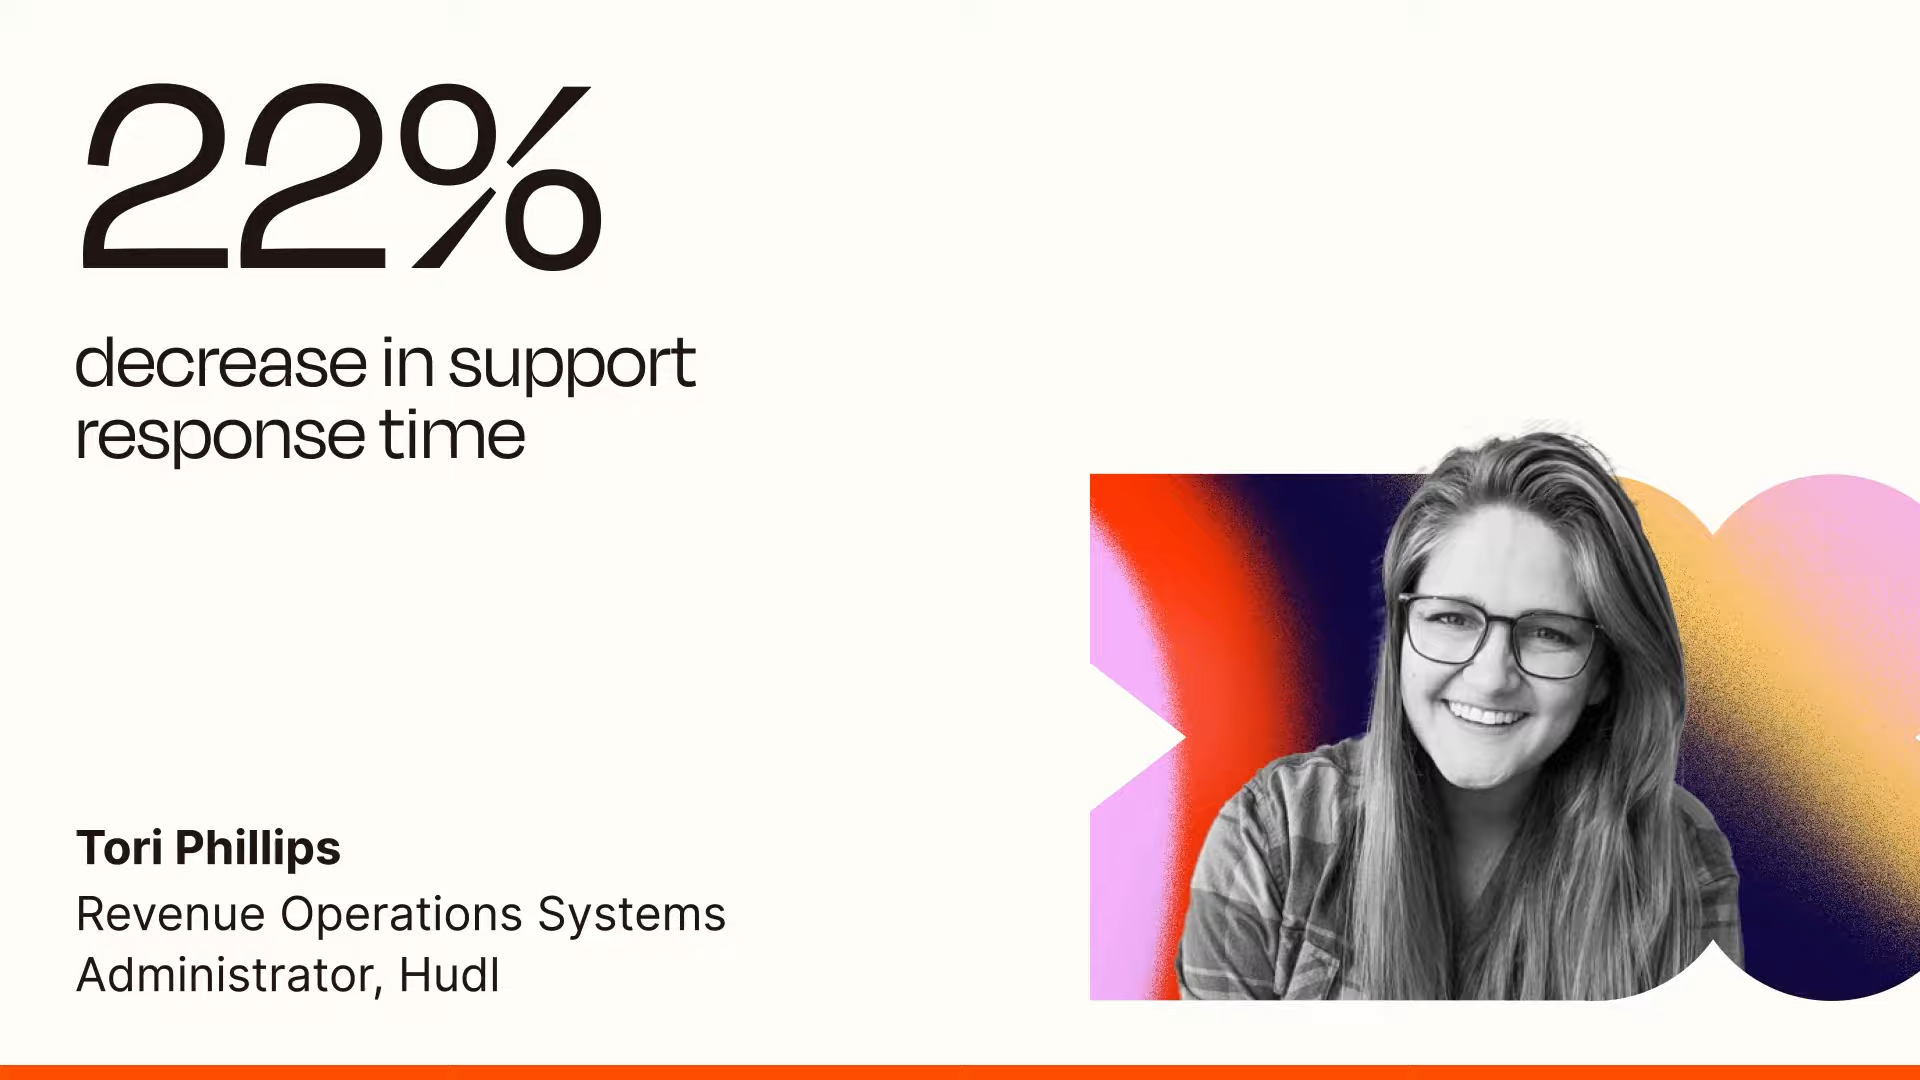 22%
decrease in support
response time
Tori Phillips
Revenue Operations Systems
Administrator, Hudl